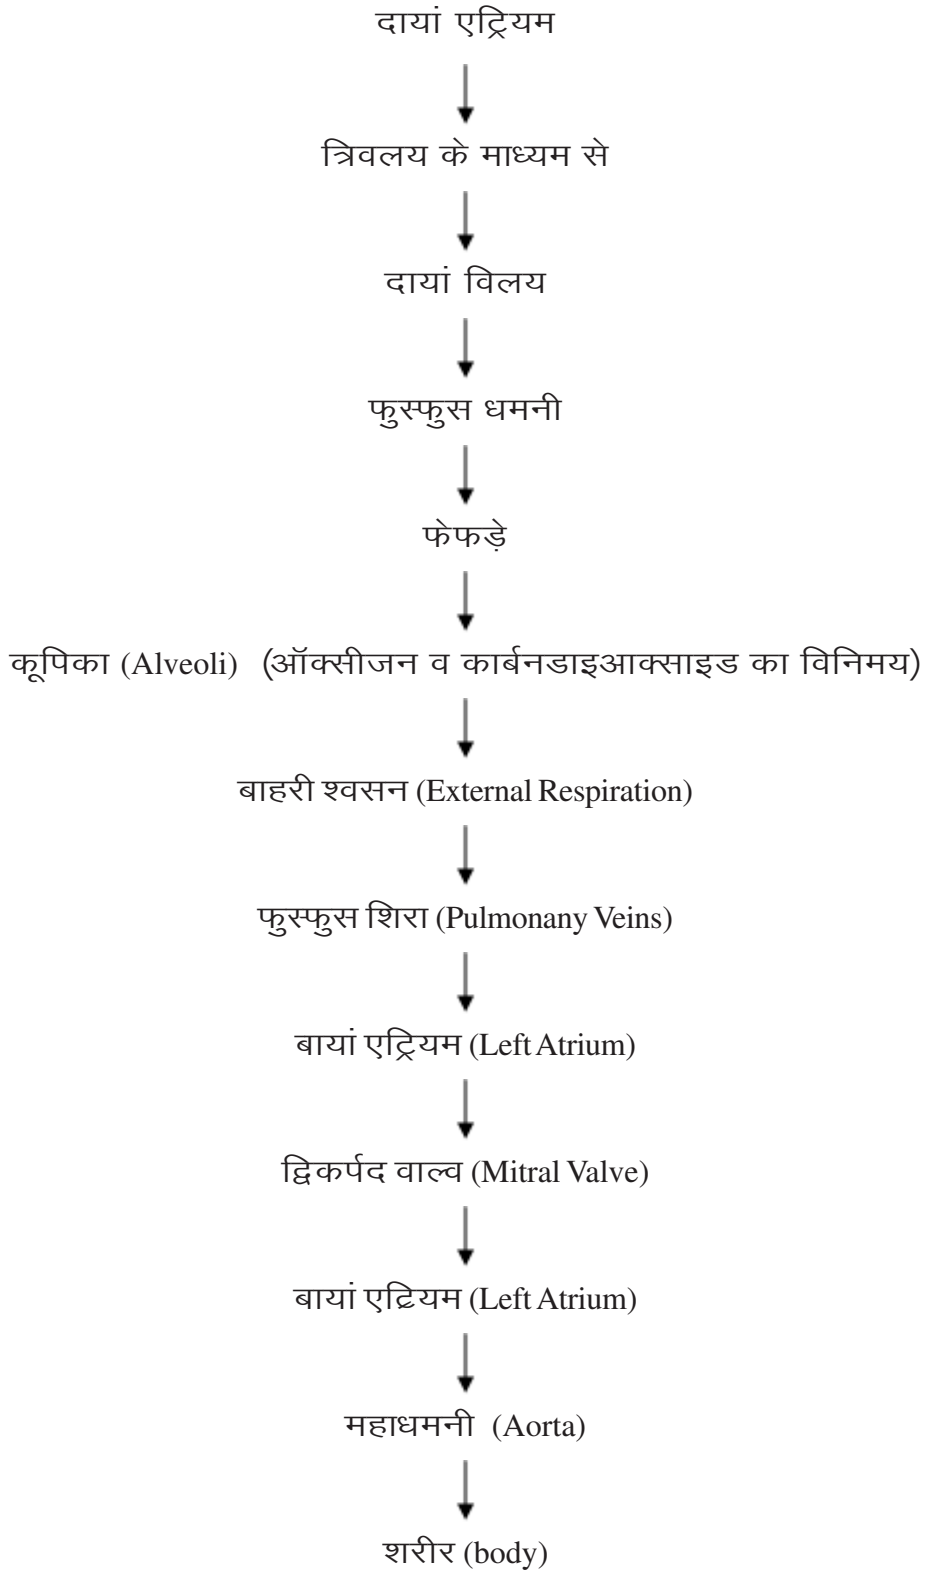 दायां एट्रियम
त्रिवलय के माध्यम से
दायां विलय
फुस्फुस धमनी
फेफड़े
कूपिका (Alveoli) (ऑक्सीजन व कार्बनडाइआक्साइड का विनिमय)
बाहरी श्वसन (External Respiration)
फुस्फुस शिरा (Pulmonany Veins)
बायां एट्रियम (Left Atrium)
द्विकर्पद वाल्व (Mitral Valve)
बायां एट्रियम (Left Atrium)
महाधमनी (Aorta)
शरीर (body)